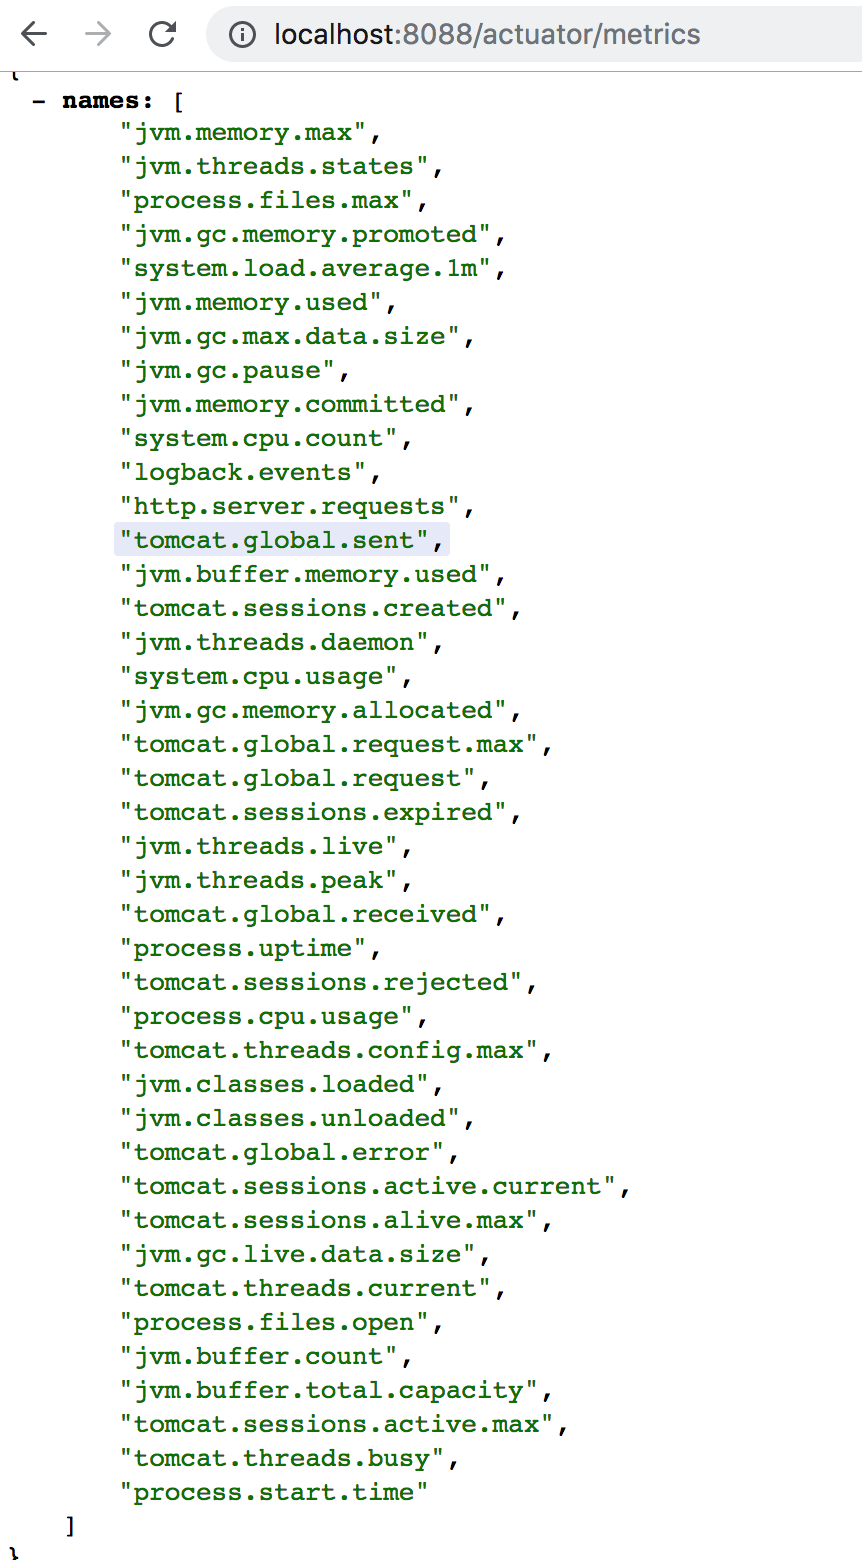 localhost:8088/actuator/metrics
{
- names: [
"jvm.memory.max",
"jvm.threads.states",
"process.files.max",
"jvm.gc.memory.promoted",
"system.load.average.1m",
"jvm.memory.used",
"jvm.gc.max.data.size",
"jvm.gc.pause",
"jvm.memory.committed",
"system.cpu.count",
"logback.events",
"http.server.requests",
"tomcat.global.sent",
"jvm.buffer.memory.used",
"tomcat.sessions.created",
"jvm.threads.daemon",
"system.cpu.usage",
"jvm.gc.memory.allocated",
"tomcat.global.request.max",
"tomcat.global.request",
"tomcat.sessions.expired",
"jvm.threads.live",
"jvm.threads.peak",
"tomcat.global.received",
"process.uptime",
"tomcat.sessions.rejected",
"process.cpu.usage",
"tomcat.threads.config.max",
"jvm.classes.loaded",
"jvm.classes.unloaded",
"tomcat.global.error",
"tomcat.sessions.active.current",
"tomcat.sessions.alive.max",
"jvm.gc.live.data.size",
"tomcat.threads.current",
"process.files.open",
"jvm.buffer.count",
"jvm.buffer.total.capacity",
"tomcat.sessions.active.max",
"tomcat.threads.busy",
"process.start.time"
]
}